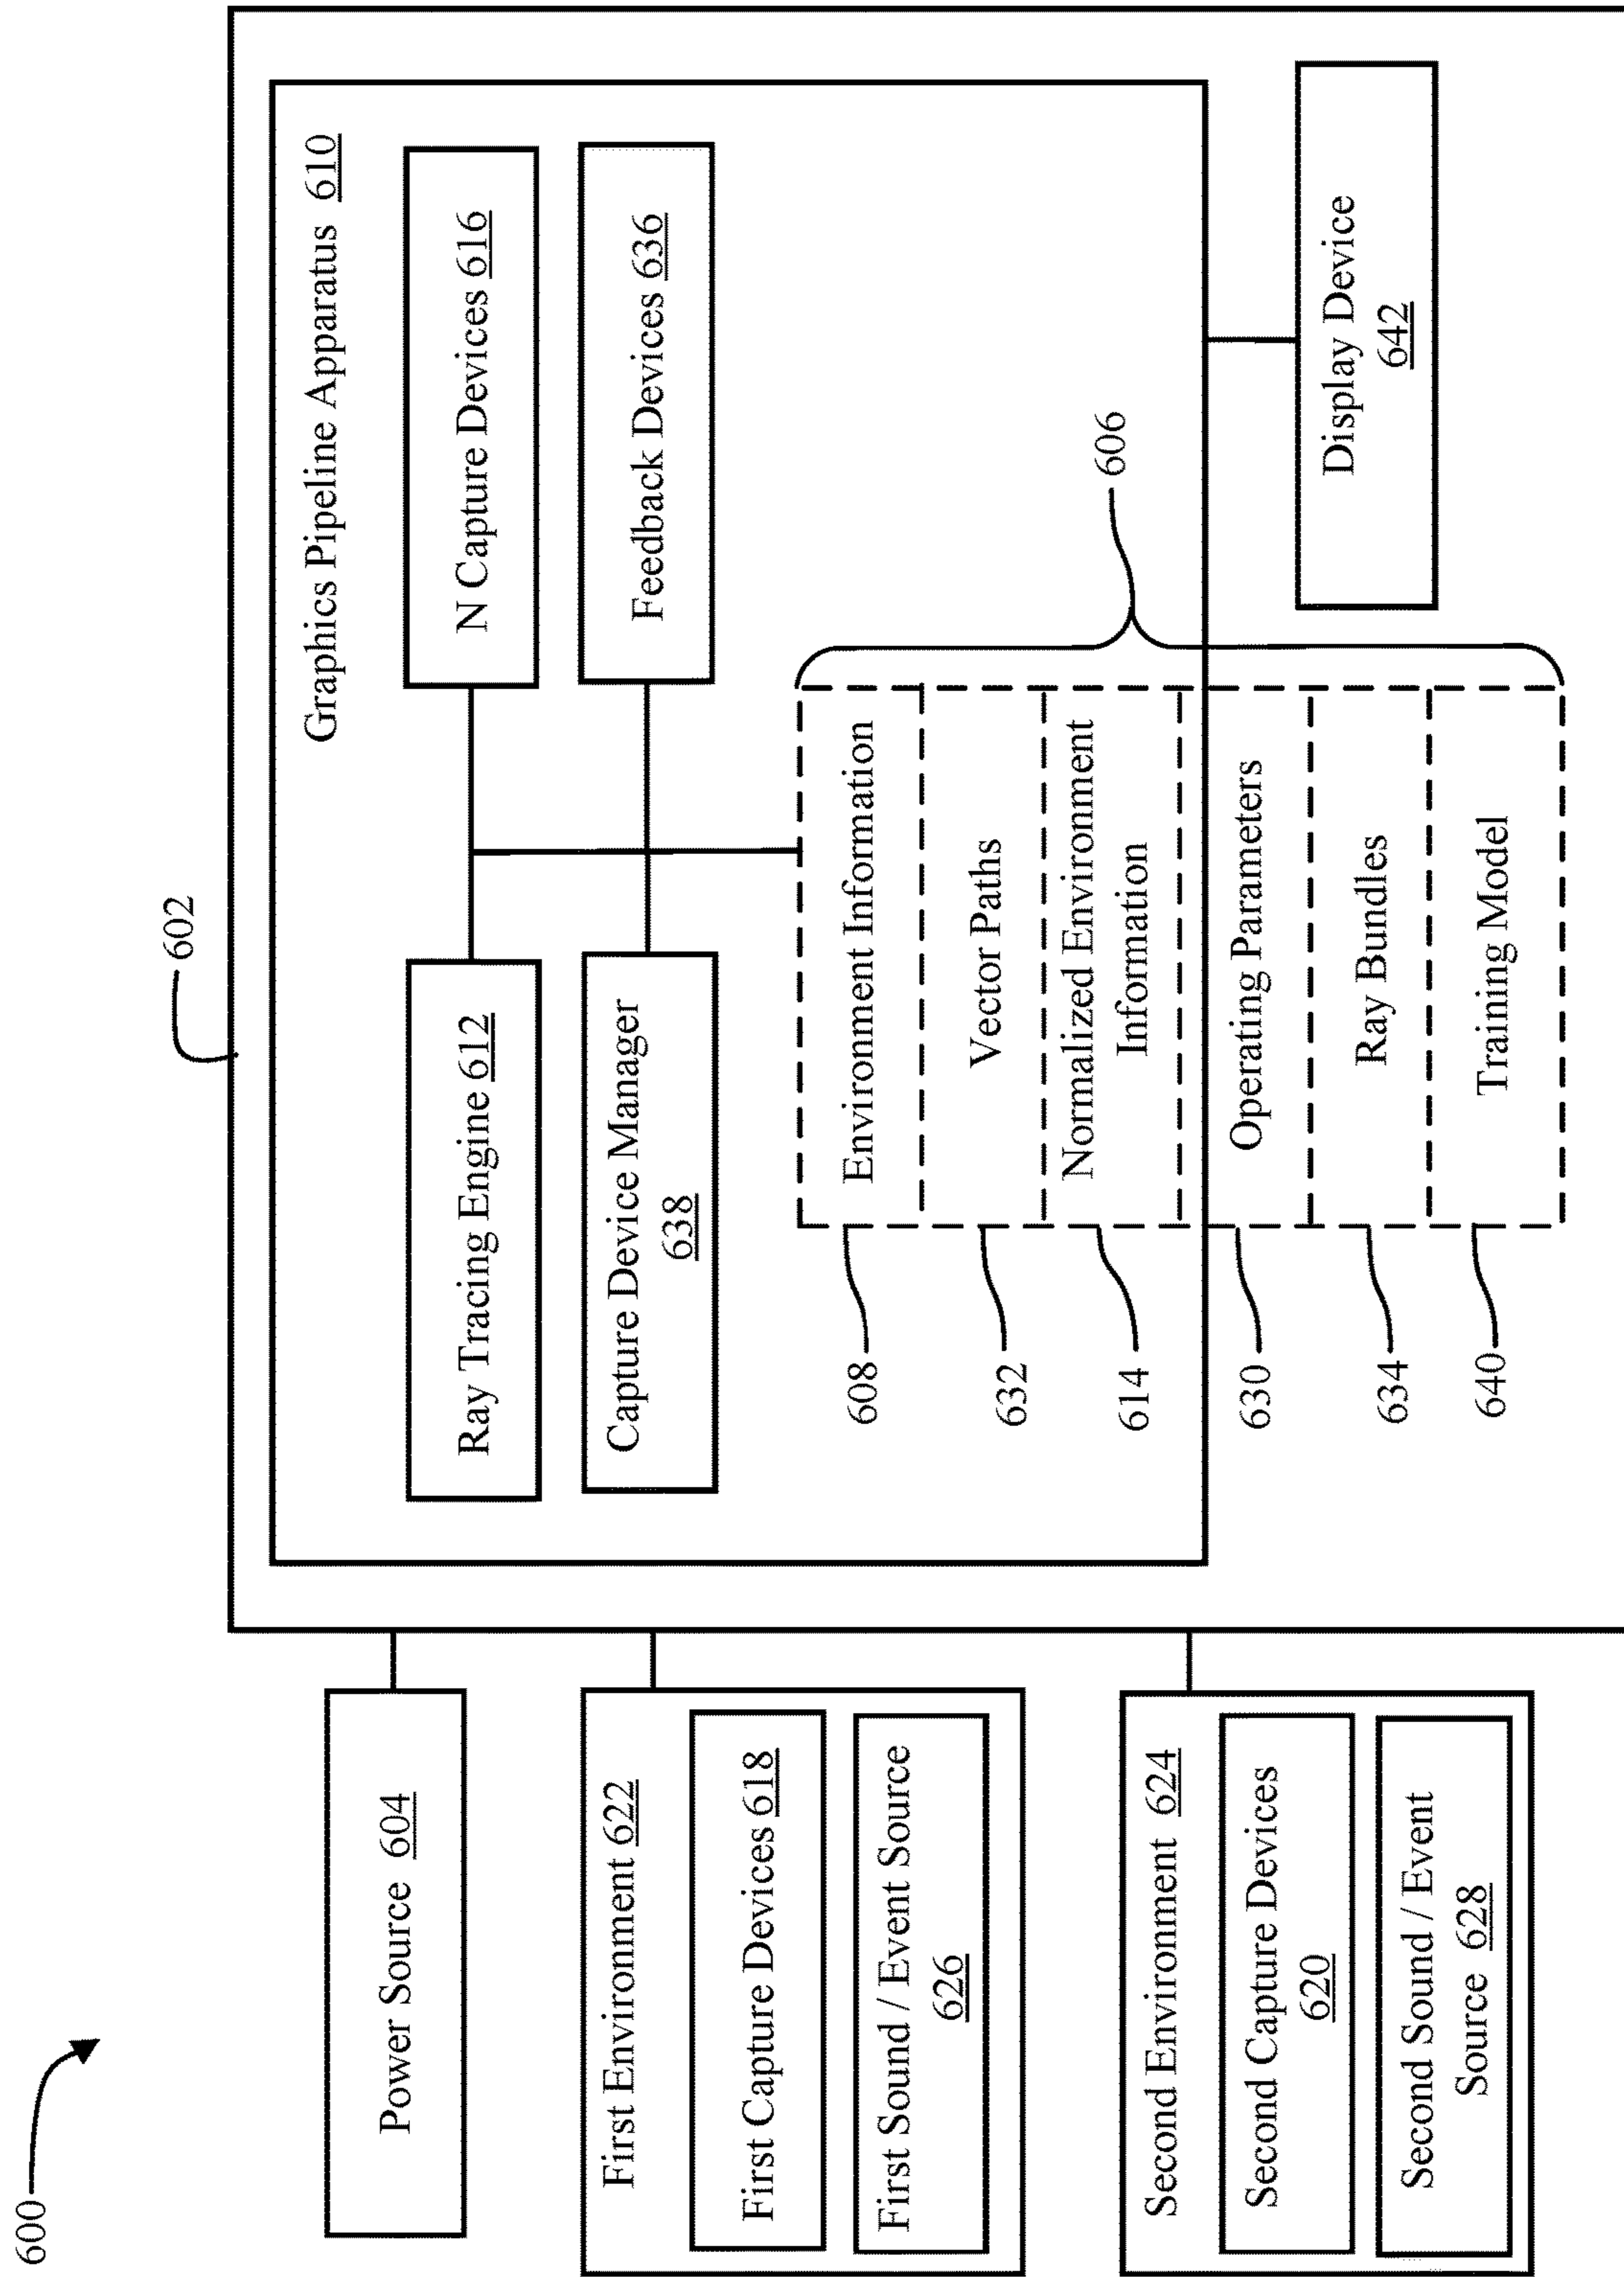 600
602
Power Source 604
First Environment 622
First Capture Devices 618
First Sound / Event Source
626
Second Environment 624
Second Capture Devices
620
Second Sound / Event
Source 628
Graphics Pipeline Apparatus 610
Ray Tracing Engine 612
N Capture Devices 616
Capture Device Manager
638
Feedback Devices 636
606
608
Environment Information
632
Vector Paths
614
Normalized Environment
Information
630
Operating Parameters
634
Ray Bundles
640
Training Model
Display Device
642